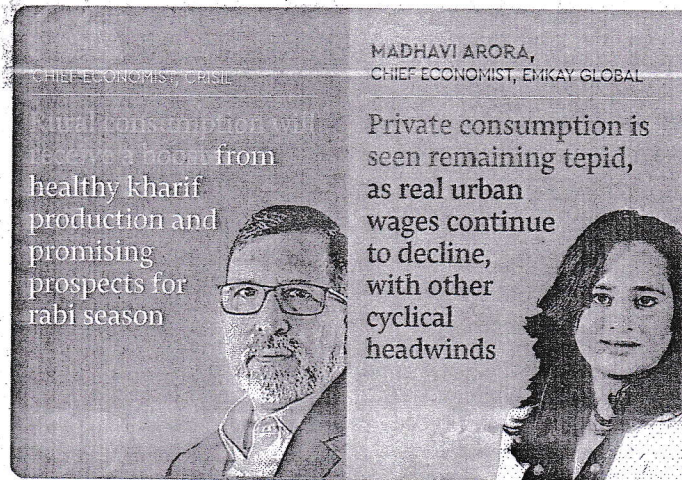 CHIEF ECONOMIST, CRISIL
Rural consumption will
receive a boost from
healthy kharif
production and
promising
prospects for
rabi season
MADHAVI ARORA,
CHIEF ECONOMIST, EMKAY GLOBAL
Private consumption is
seen remaining tepid,
as real urban
wages continue
to decline,
with other
cyclical
headwinds